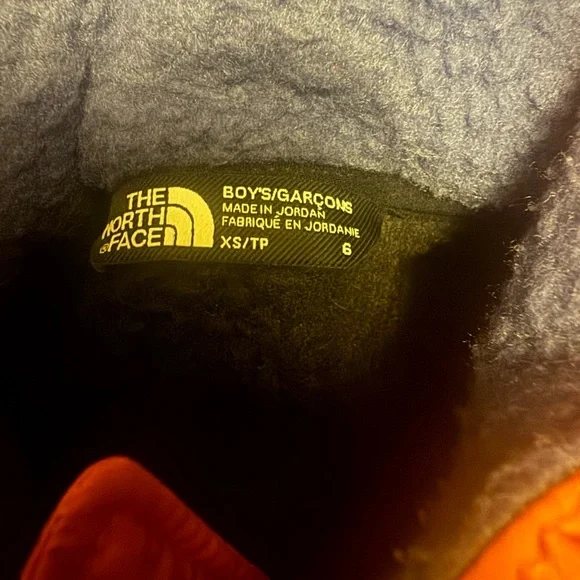 THE
NORTH
FACE
BOY'S/GARÇONS
MADE IN JORDAN
FABRIQUÉ EN JORDANIE
XS/TP 6